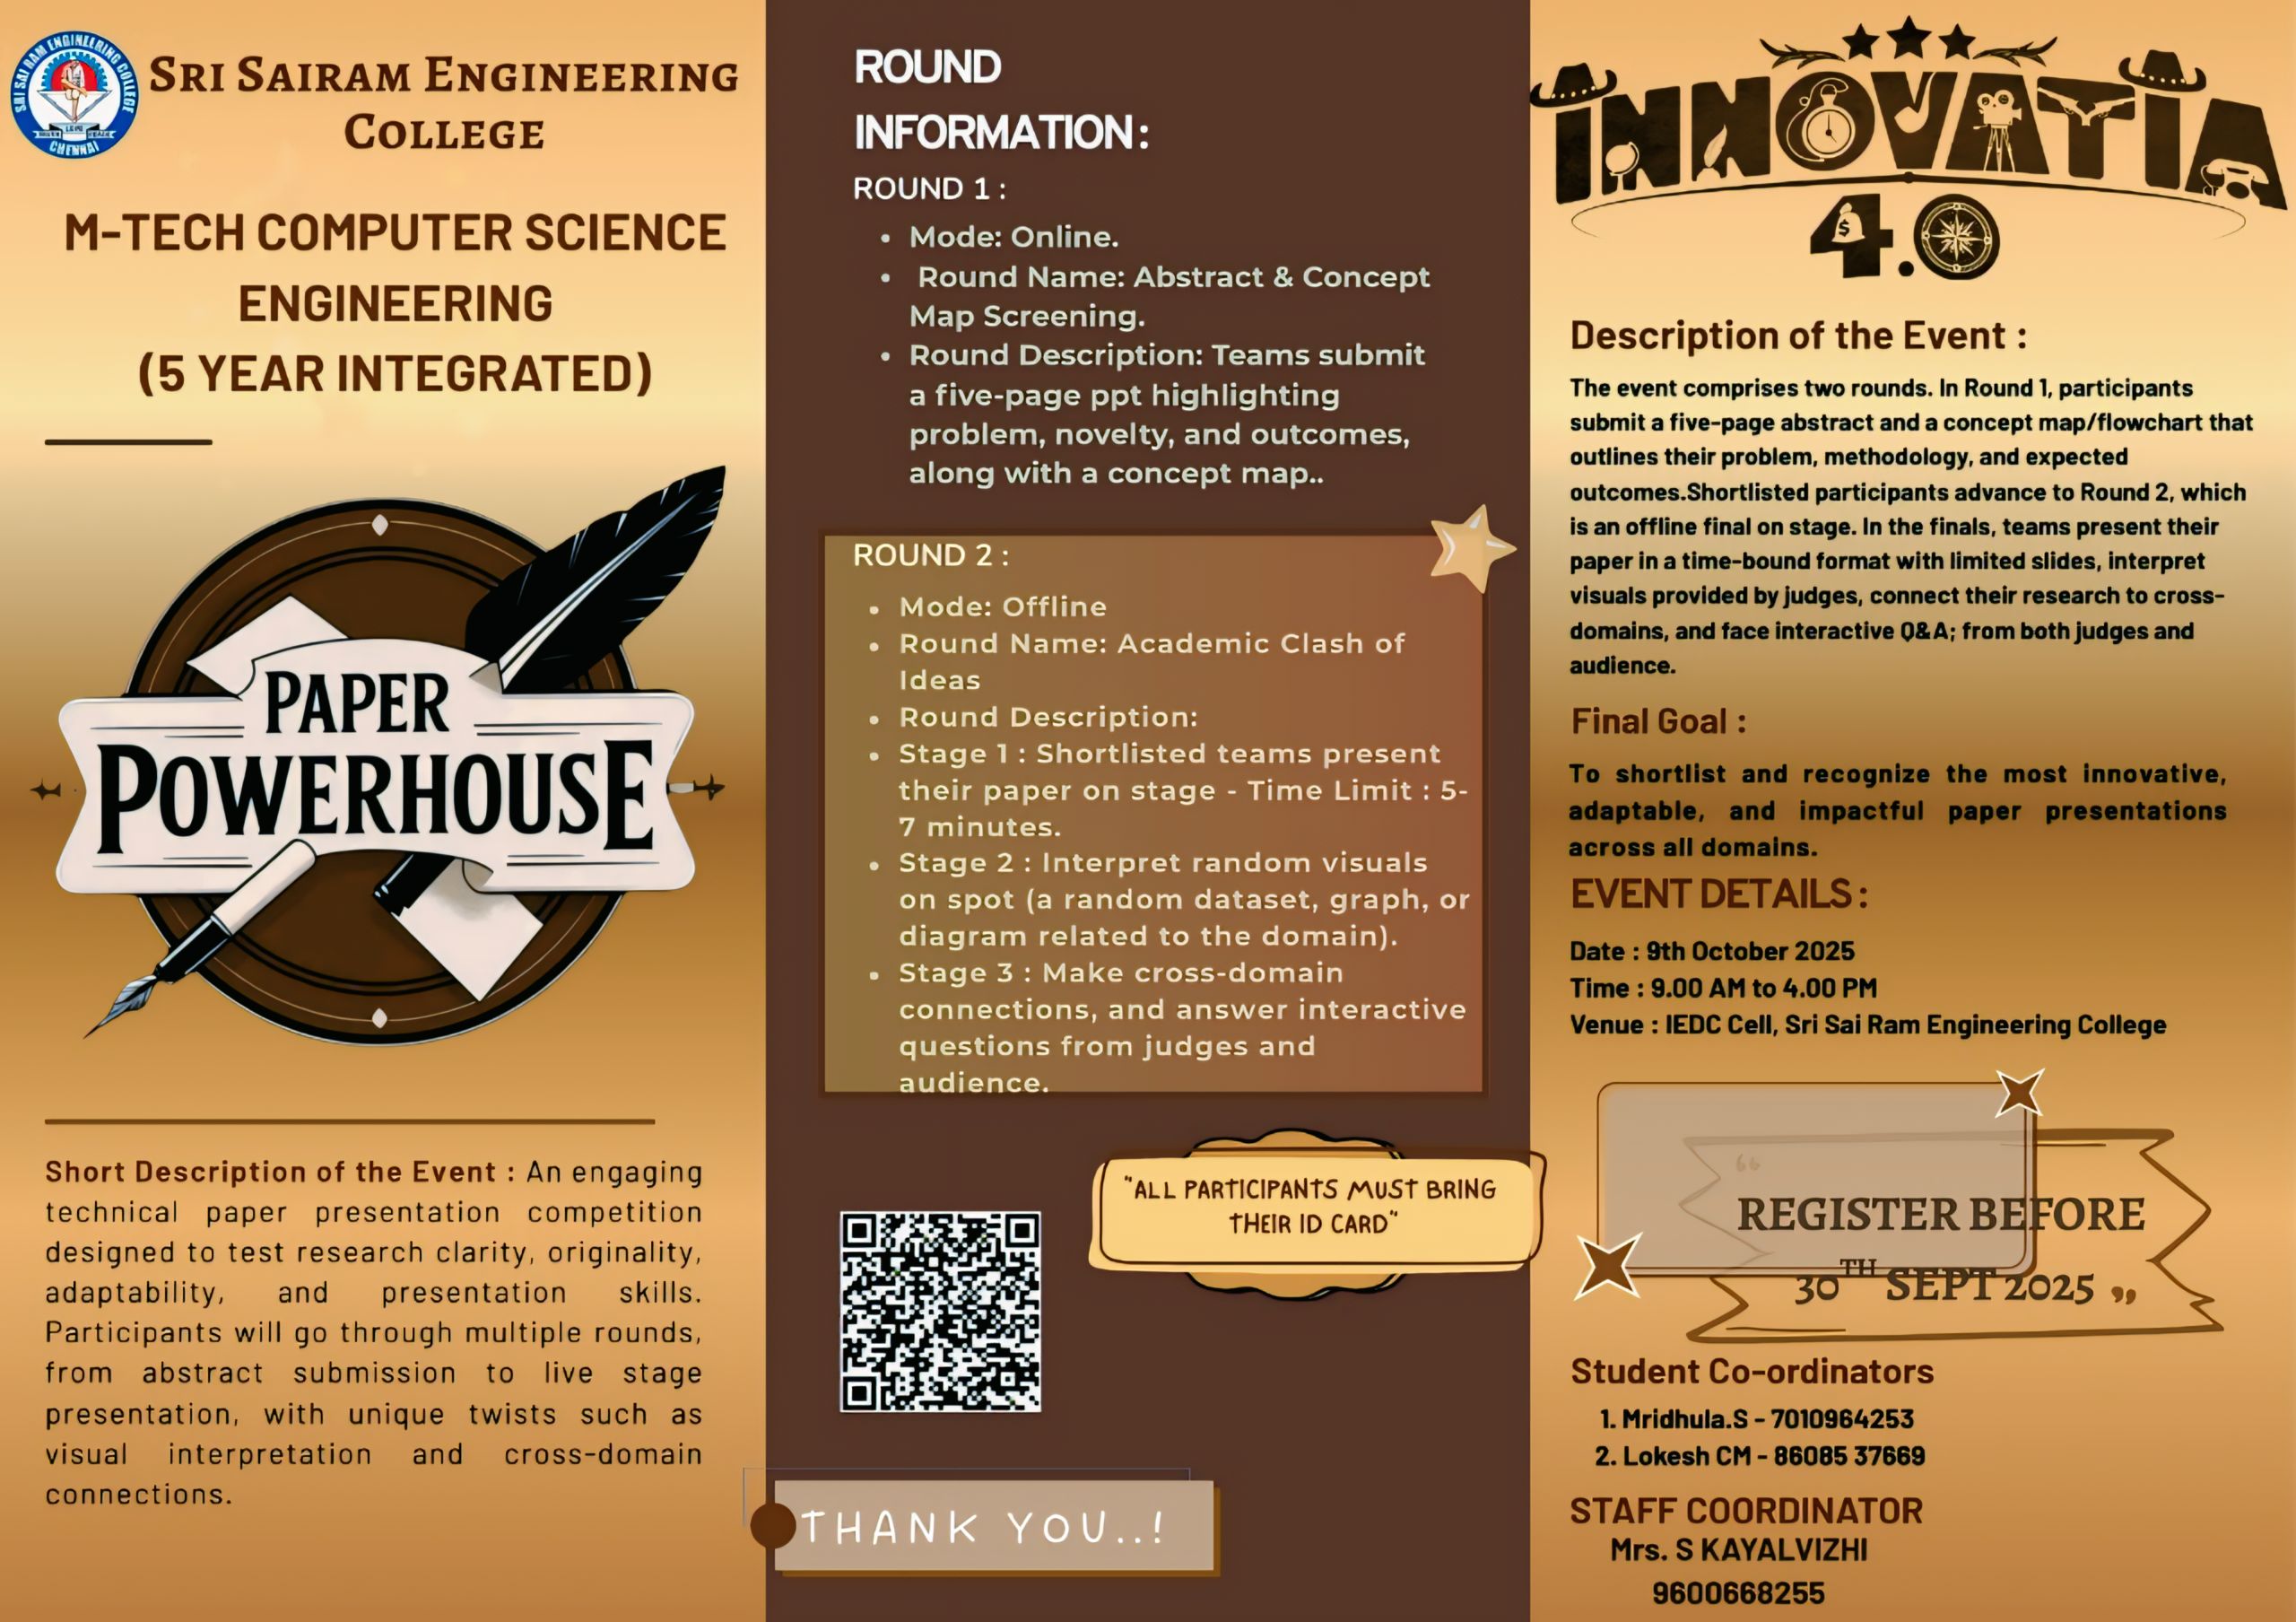 SRI SAI RAM ENGINEERING COLLEGE
CHENNAI
SRI SAIRAM ENGINEERING
COLLEGE
M-TECH COMPUTER SCIENCE
ENGINEERING
(5 YEAR INTEGRATED)
PAPER
POWERHOUSE
Short Description of the Event : An engaging
technical paper presentation competition
designed to test research clarity, originality,
adaptability, and presentation skills.
Participants will go through multiple rounds,
from abstract submission to live stage
presentation, with unique twists such as
visual interpretation and cross-domain
connections.
ROUND
INFORMATION:
ROUND 1 :
• Mode: Online.
• Round Name: Abstract & Concept
Map Screening.
• Round Description: Teams submit
a five-page ppt highlighting
problem, novelty, and outcomes,
along with a concept map..
ROUND 2 :
• Mode: Offline
• Round Name: Academic Clash of
Ideas
• Round Description:
• Stage 1 : Shortlisted teams present
their paper on stage - Time Limit : 5-
7 minutes.
• Stage 2 : Interpret random visuals
on spot (a random dataset, graph, or
diagram related to the domain).
• Stage 3 : Make cross-domain
connections, and answer interactive
questions from judges and
audience.
"ALL PARTICIPANTS MUST BRING
THEIR ID CARD"
THANK YOU..!
INNOVATIA
4.0
Description of the Event :
The event comprises two rounds. In Round 1, participants
submit a five-page abstract and a concept map/flowchart that
outlines their problem, methodology, and expected
outcomes.Shortlisted participants advance to Round 2, which
is an offline final on stage. In the finals, teams present their
paper in a time-bound format with limited slides, interpret
visuals provided by judges, connect their research to cross-
domains, and face interactive Q&A; from both judges and
audience.
Final Goal :
To shortlist and recognize the most innovative,
adaptable, and impactful paper presentations
across all domains.
EVENT DETAILS :
Date : 9th October 2025
Time : 9.00 AM to 4.00 PM
Venue : IEDC Cell, Sri Sai Ram Engineering College
“
REGISTER BEFORE
30TH SEPT 2025 ”
Student Co-ordinators
1. Mridhula.S - 7010964253
2. Lokesh CM - 86085 37669
STAFF COORDINATOR
Mrs. S KAYALVIZHI
9600668255